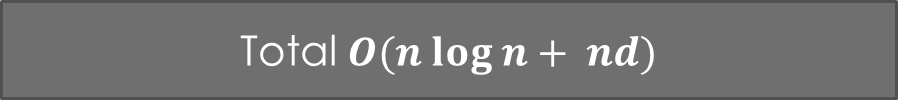 Total O(n log n + nd)